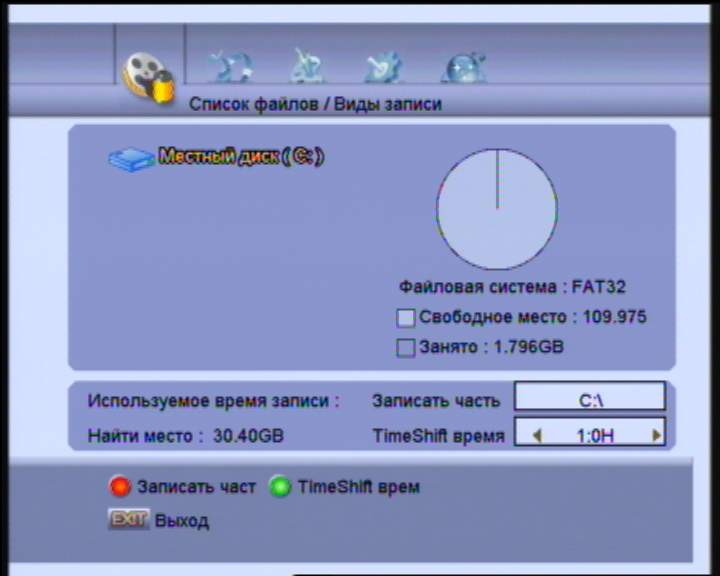 Список файлов / Виды записи
Местный диск ( C: )
Файловая система : FAT32
Свободное место : 109.975
Занято : 1.796GB
Используемое время записи :
Записать часть C:\
Найти место : 30.40GB
TimeShift время 1:0H
Записать част TimeShift врем
EXIT Выход